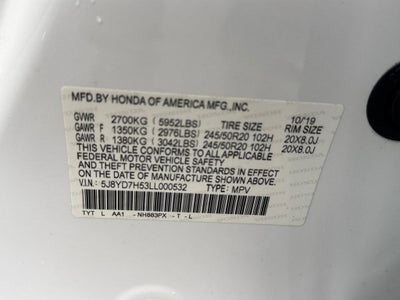 MFD.BY HONDA OF AMERICA MFG.,INC.
10/'19
GVWR 2700KG (5952LBS) TIRE SIZE RIM SIZE
GAWR F 1350KG (2976LBS) 245/50R20 102H 20X8.0J
GAWR R 1380KG (3042LBS) 245/50R20 102H 20X8.0J
THIS VEHICLE CONFORMS TO ALL APPLICABLE
FEDERAL MOTOR VEHICLE SAFETY
AND THEFT PREVENTION STANDARDS IN EFFECT
ON THE DATE OF MANUFACTURE SHOWN ABOVE.
V.I.N: 5J8YD7H53LL000532 TYPE: MPV
TYT L AA1 -NH883PX - T - L